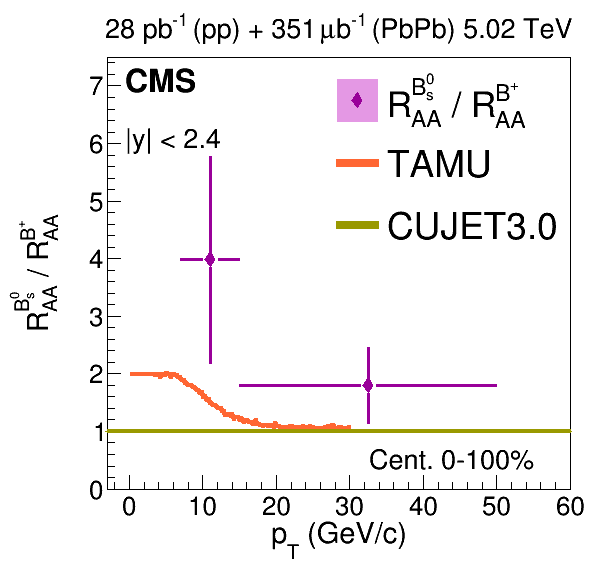 28 pb⁻¹ (pp) + 351 μb⁻¹ (PbPb) 5.02 TeV
CMS
|y| < 2.4
R_AA^{B_s^0} / R_AA^{B^+}
TAMU
CUJET3.0
Cent. 0-100%
R_AA^{B_s^0} / R_AA^{B^+}
7
6
5
4
3
2
1
0
0 10 20 30 40 50 60
p_T (GeV/c)